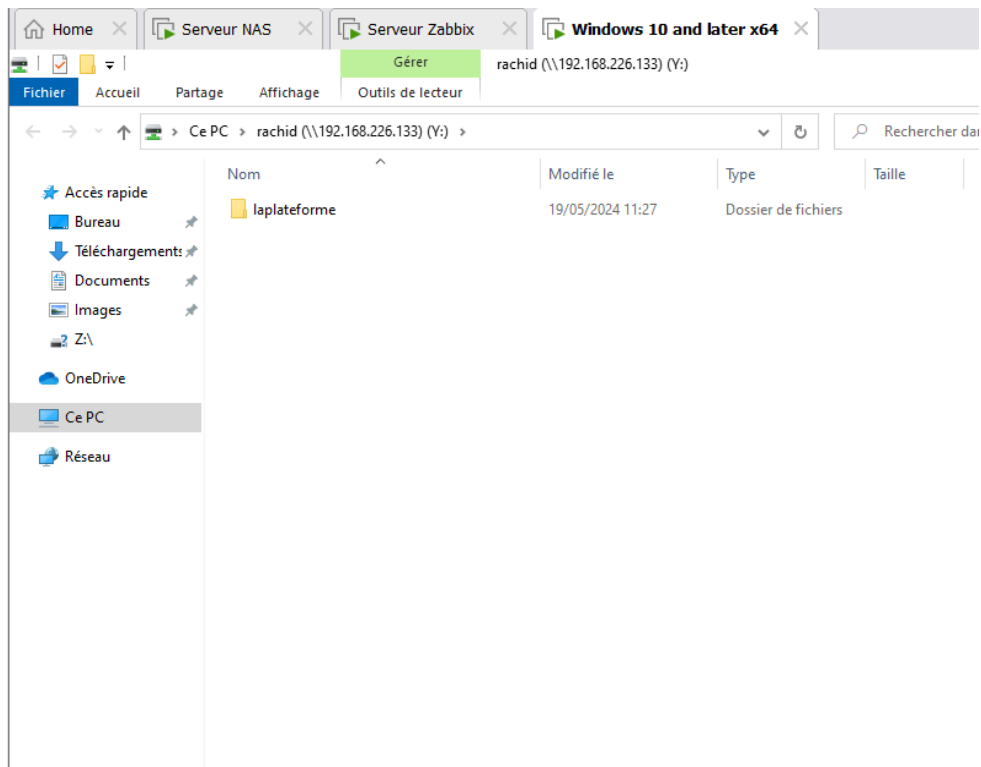 Home Serveur NAS Serveur Zabbix Windows 10 and later x64
Gérer rachid (\\192.168.226.133) (Y:)
Fichier Accueil Partage Affichage Outils de lecteur
Ce PC > rachid (\\192.168.226.133) (Y:) > Rechercher dan
Nom Modifié le Type Taille
Accès rapide
laplateforme 19/05/2024 11:27 Dossier de fichiers
Bureau
Téléchargements
Documents
Images
Z:\
OneDrive
Ce PC
Réseau